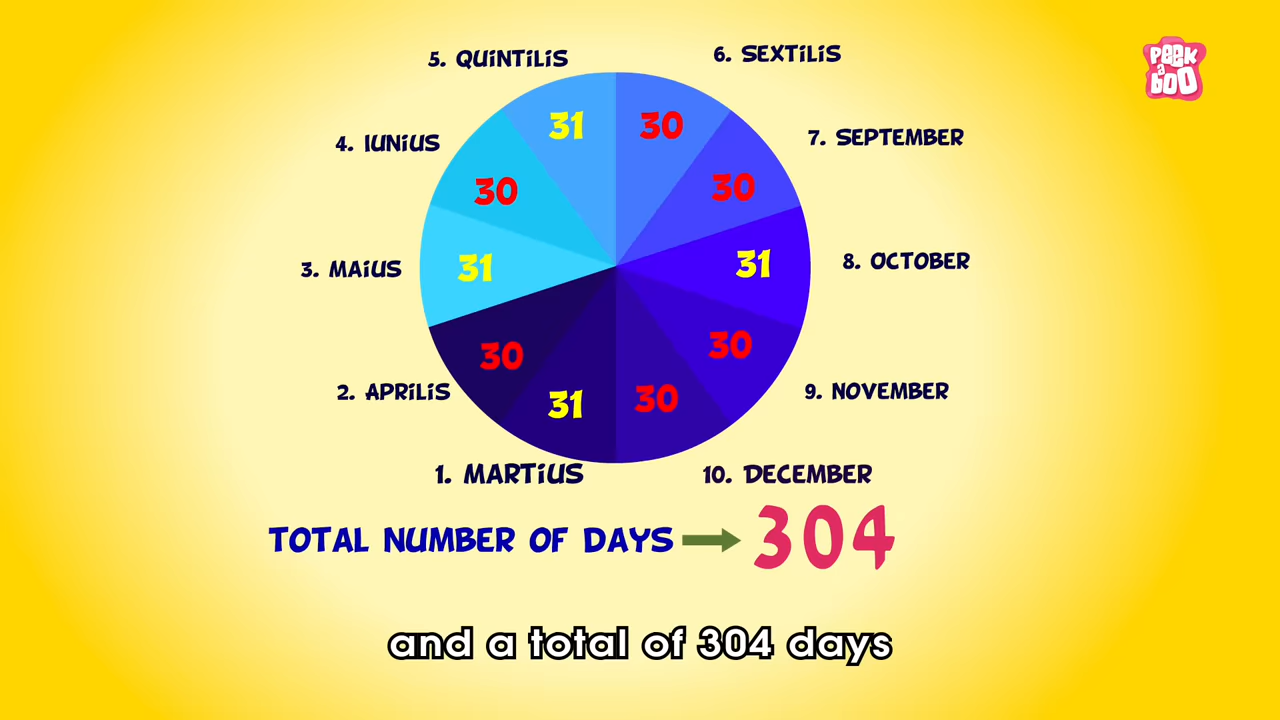 5. QUINTILIS
6. SEXTILIS
PEEK
a
BOO
31
30
4. IUNIUS
7. SEPTEMBER
30
30
3. MAIUS
31
31
8. OCTOBER
30
30
2. APRILIS
31
30
9. NOVEMBER
1. MARTIUS
10. DECEMBER
TOTAL NUMBER OF DAYS → 304
and a total of 304 days